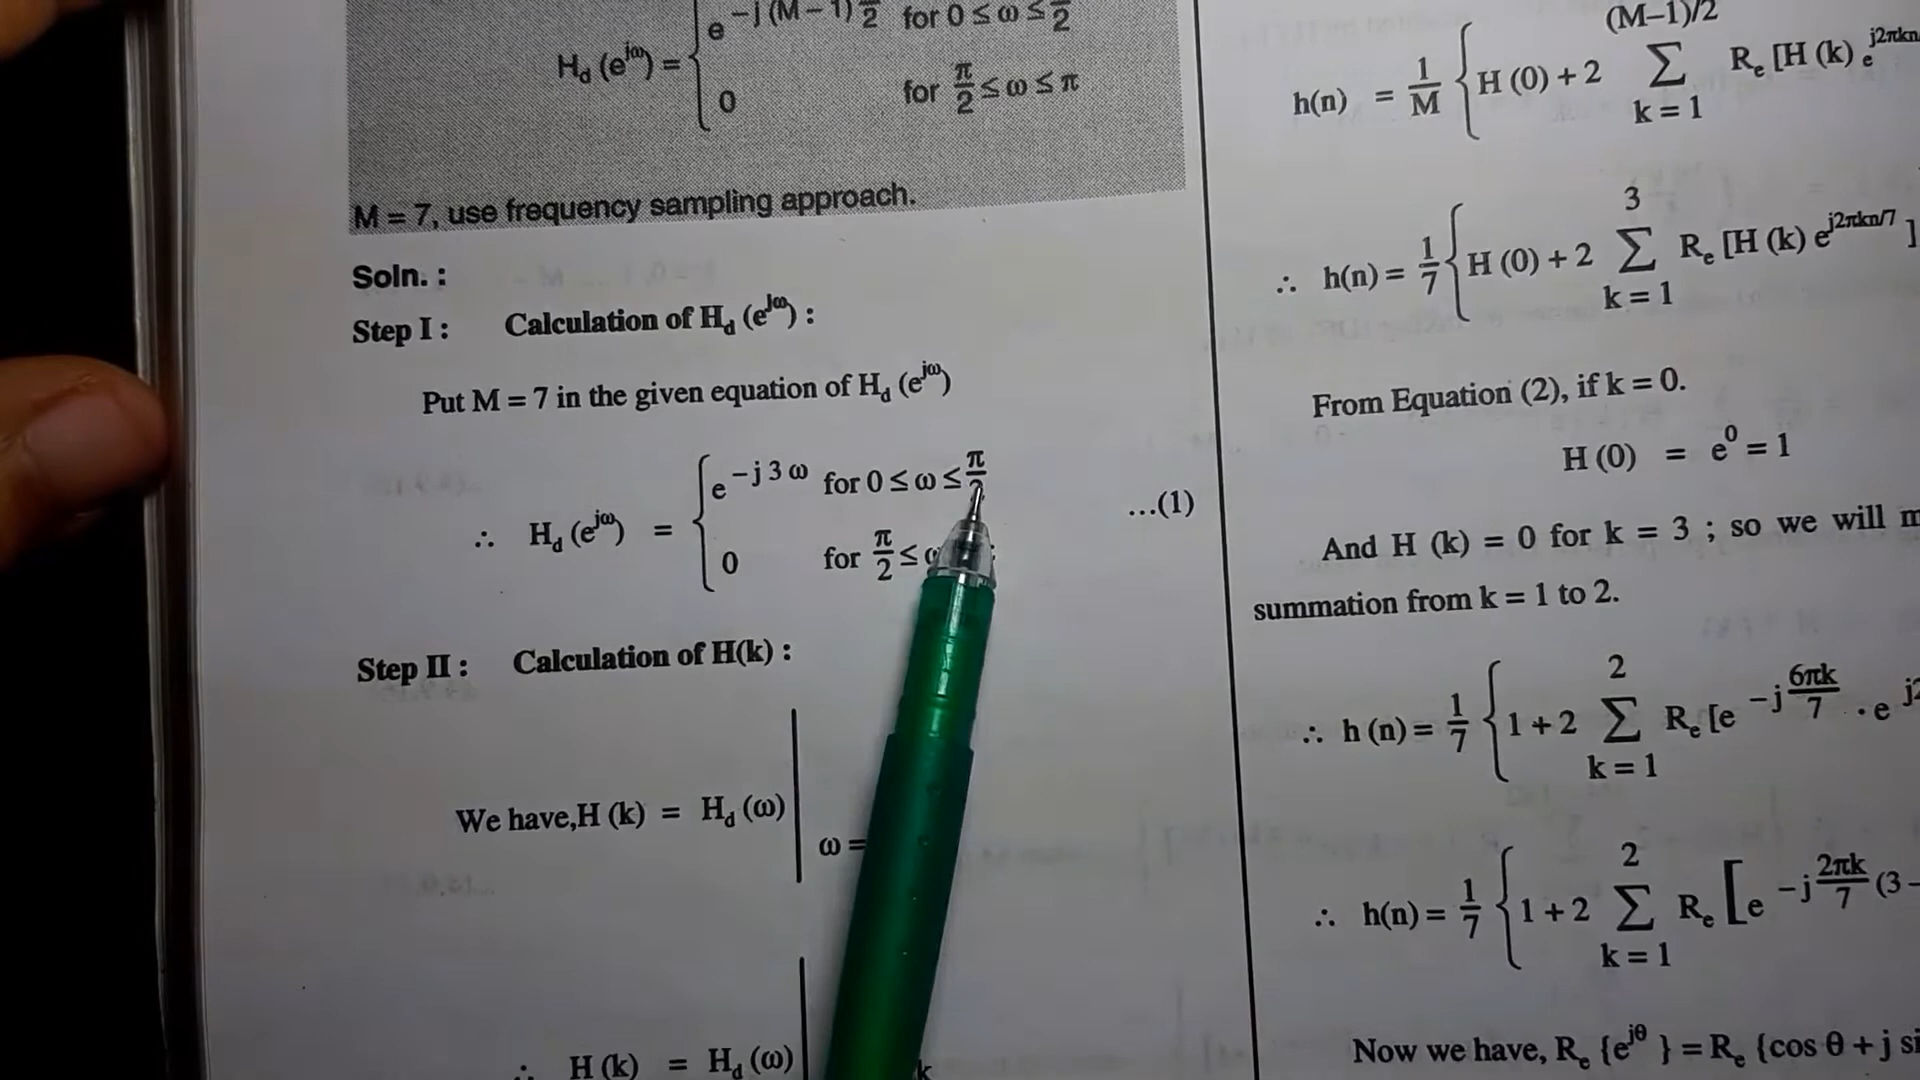 H_d (e^{jω}) = { e^{-j (M – 1) —/2} for 0 ≤ ω ≤ —/2
0 for π/2 ≤ ω ≤ π
M = 7, use frequency sampling approach.
Soln. :
Step I : Calculation of H_d (e^{jω}) :
Put M = 7 in the given equation of H_d (e^{jω})
∴ H_d (e^{jω}) = { e^{– j 3 ω} for 0 ≤ ω ≤ π/2 ...(1)
0 for π/2 ≤
Step II : Calculation of H(k) :
We have,H (k) = H_d (ω) |
ω =
∴ H (k) = H_d (ω) |
k
h(n) = 1/M { H (0) + 2 ∑_{k = 1}^{(M–1)/2} R_e [H (k) e^{j2πkn
∴ h(n) = 1/7 { H (0) + 2 ∑_{k = 1}^{3} R_e [H (k) e^{j2πkn/7} ]
From Equation (2), if k = 0.
H (0) = e^0 = 1
And H (k) = 0 for k = 3 ; so we will
summation from k = 1 to 2.
∴ h (n) = 1/7 { 1 + 2 ∑_{k = 1}^{2} R_e [e^{– j 6πk/7} . e^{j2
∴ h(n) = 1/7 { 1 + 2 ∑_{k = 1}^{2} R_e [ e^{– j 2πk/7 (3 –
Now we have, R_e {e^{jθ} } = R_e {cos θ + j si